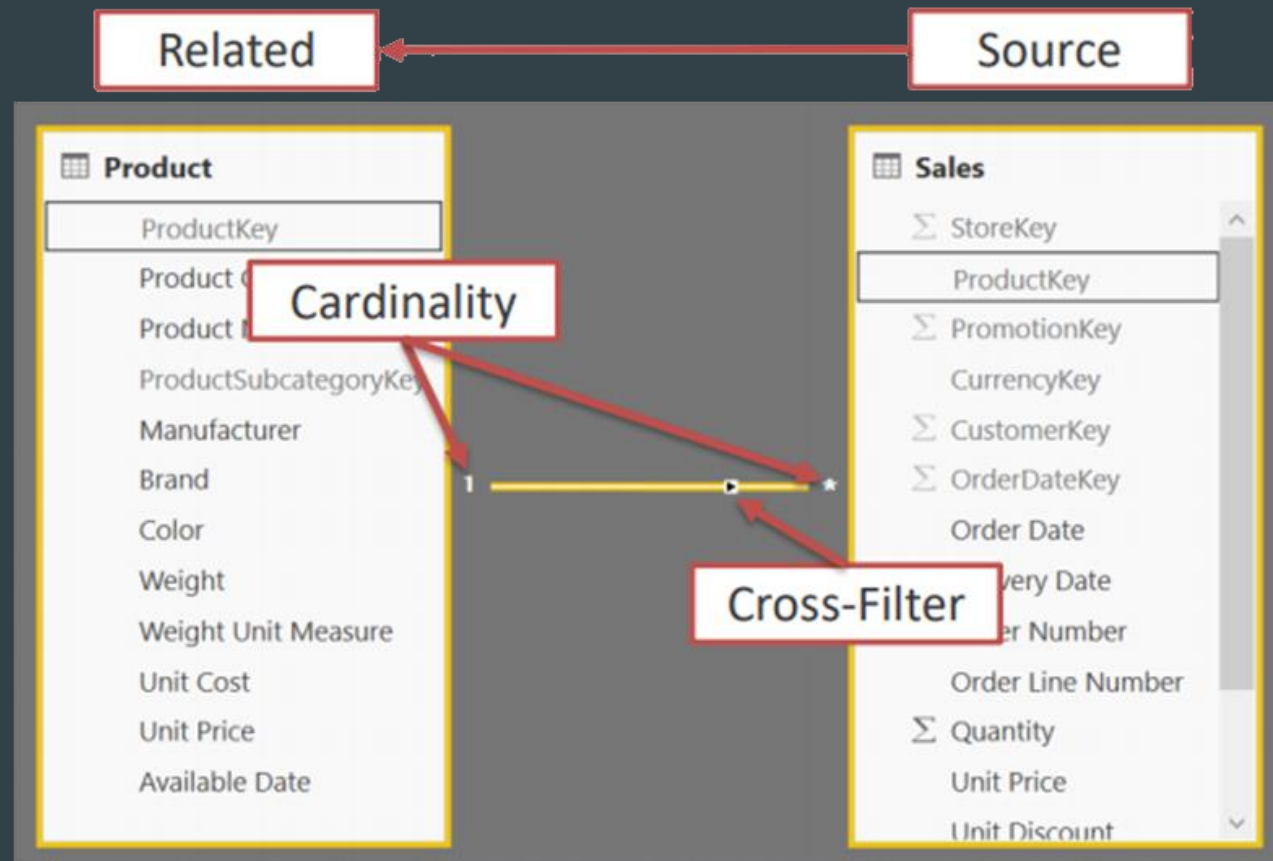 Related
Source
Product
ProductKey
Product
Cardinality
Product
ProductSubcategoryKey
Manufacturer
Brand
Color
Weight
Weight Unit Measure
Unit Cost
Unit Price
Available Date
1
*
Cross-Filter
Sales
Σ StoreKey
ProductKey
Σ PromotionKey
CurrencyKey
Σ CustomerKey
Σ OrderDateKey
Order Date
Date
Number
Order Line Number
Σ Quantity
Unit Price
Unit Discount